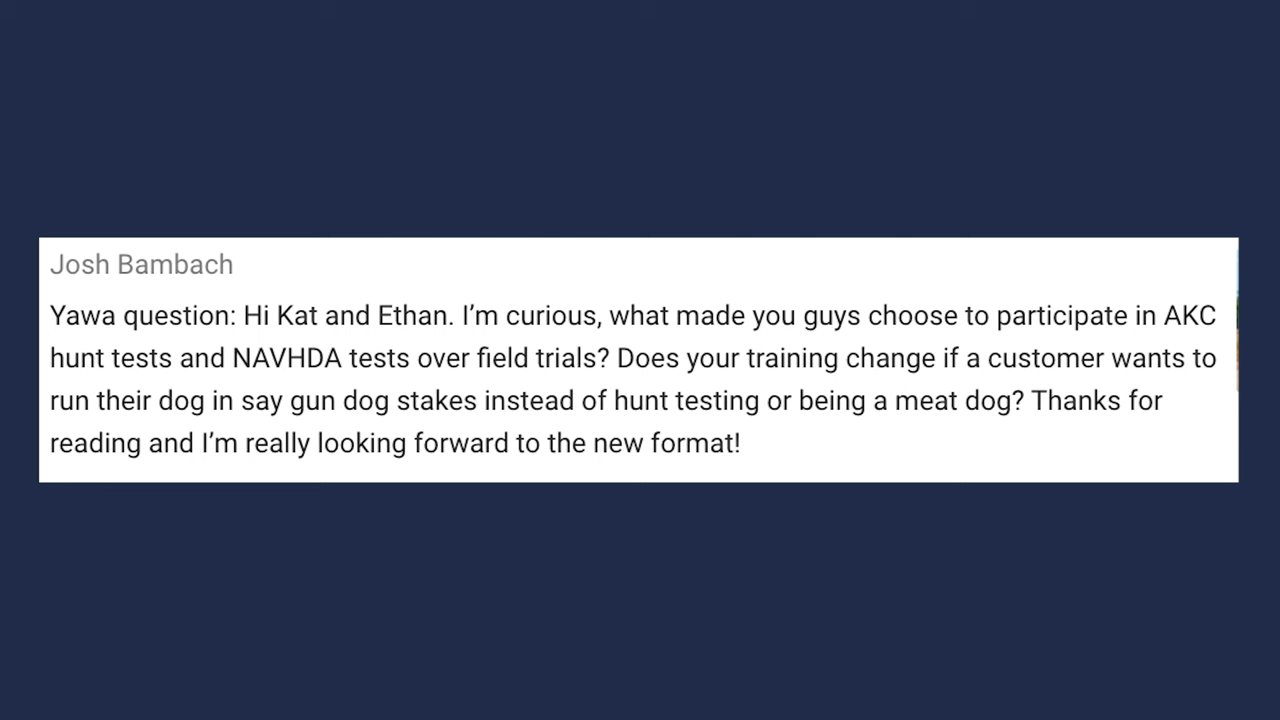 Josh Bambach
Yawa question: Hi Kat and Ethan. I’m curious, what made you guys choose to participate in AKC
hunt tests and NAVHDA tests over field trials? Does your training change if a customer wants to
run their dog in say gun dog stakes instead of hunt testing or being a meat dog? Thanks for
reading and I’m really looking forward to the new format!